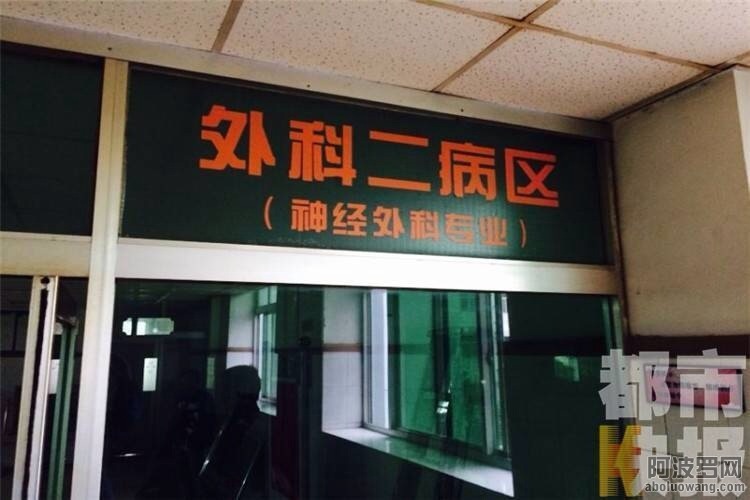 外科二病区
（神经外科专业）
都市
快报
阿波罗网
aboluowang.com